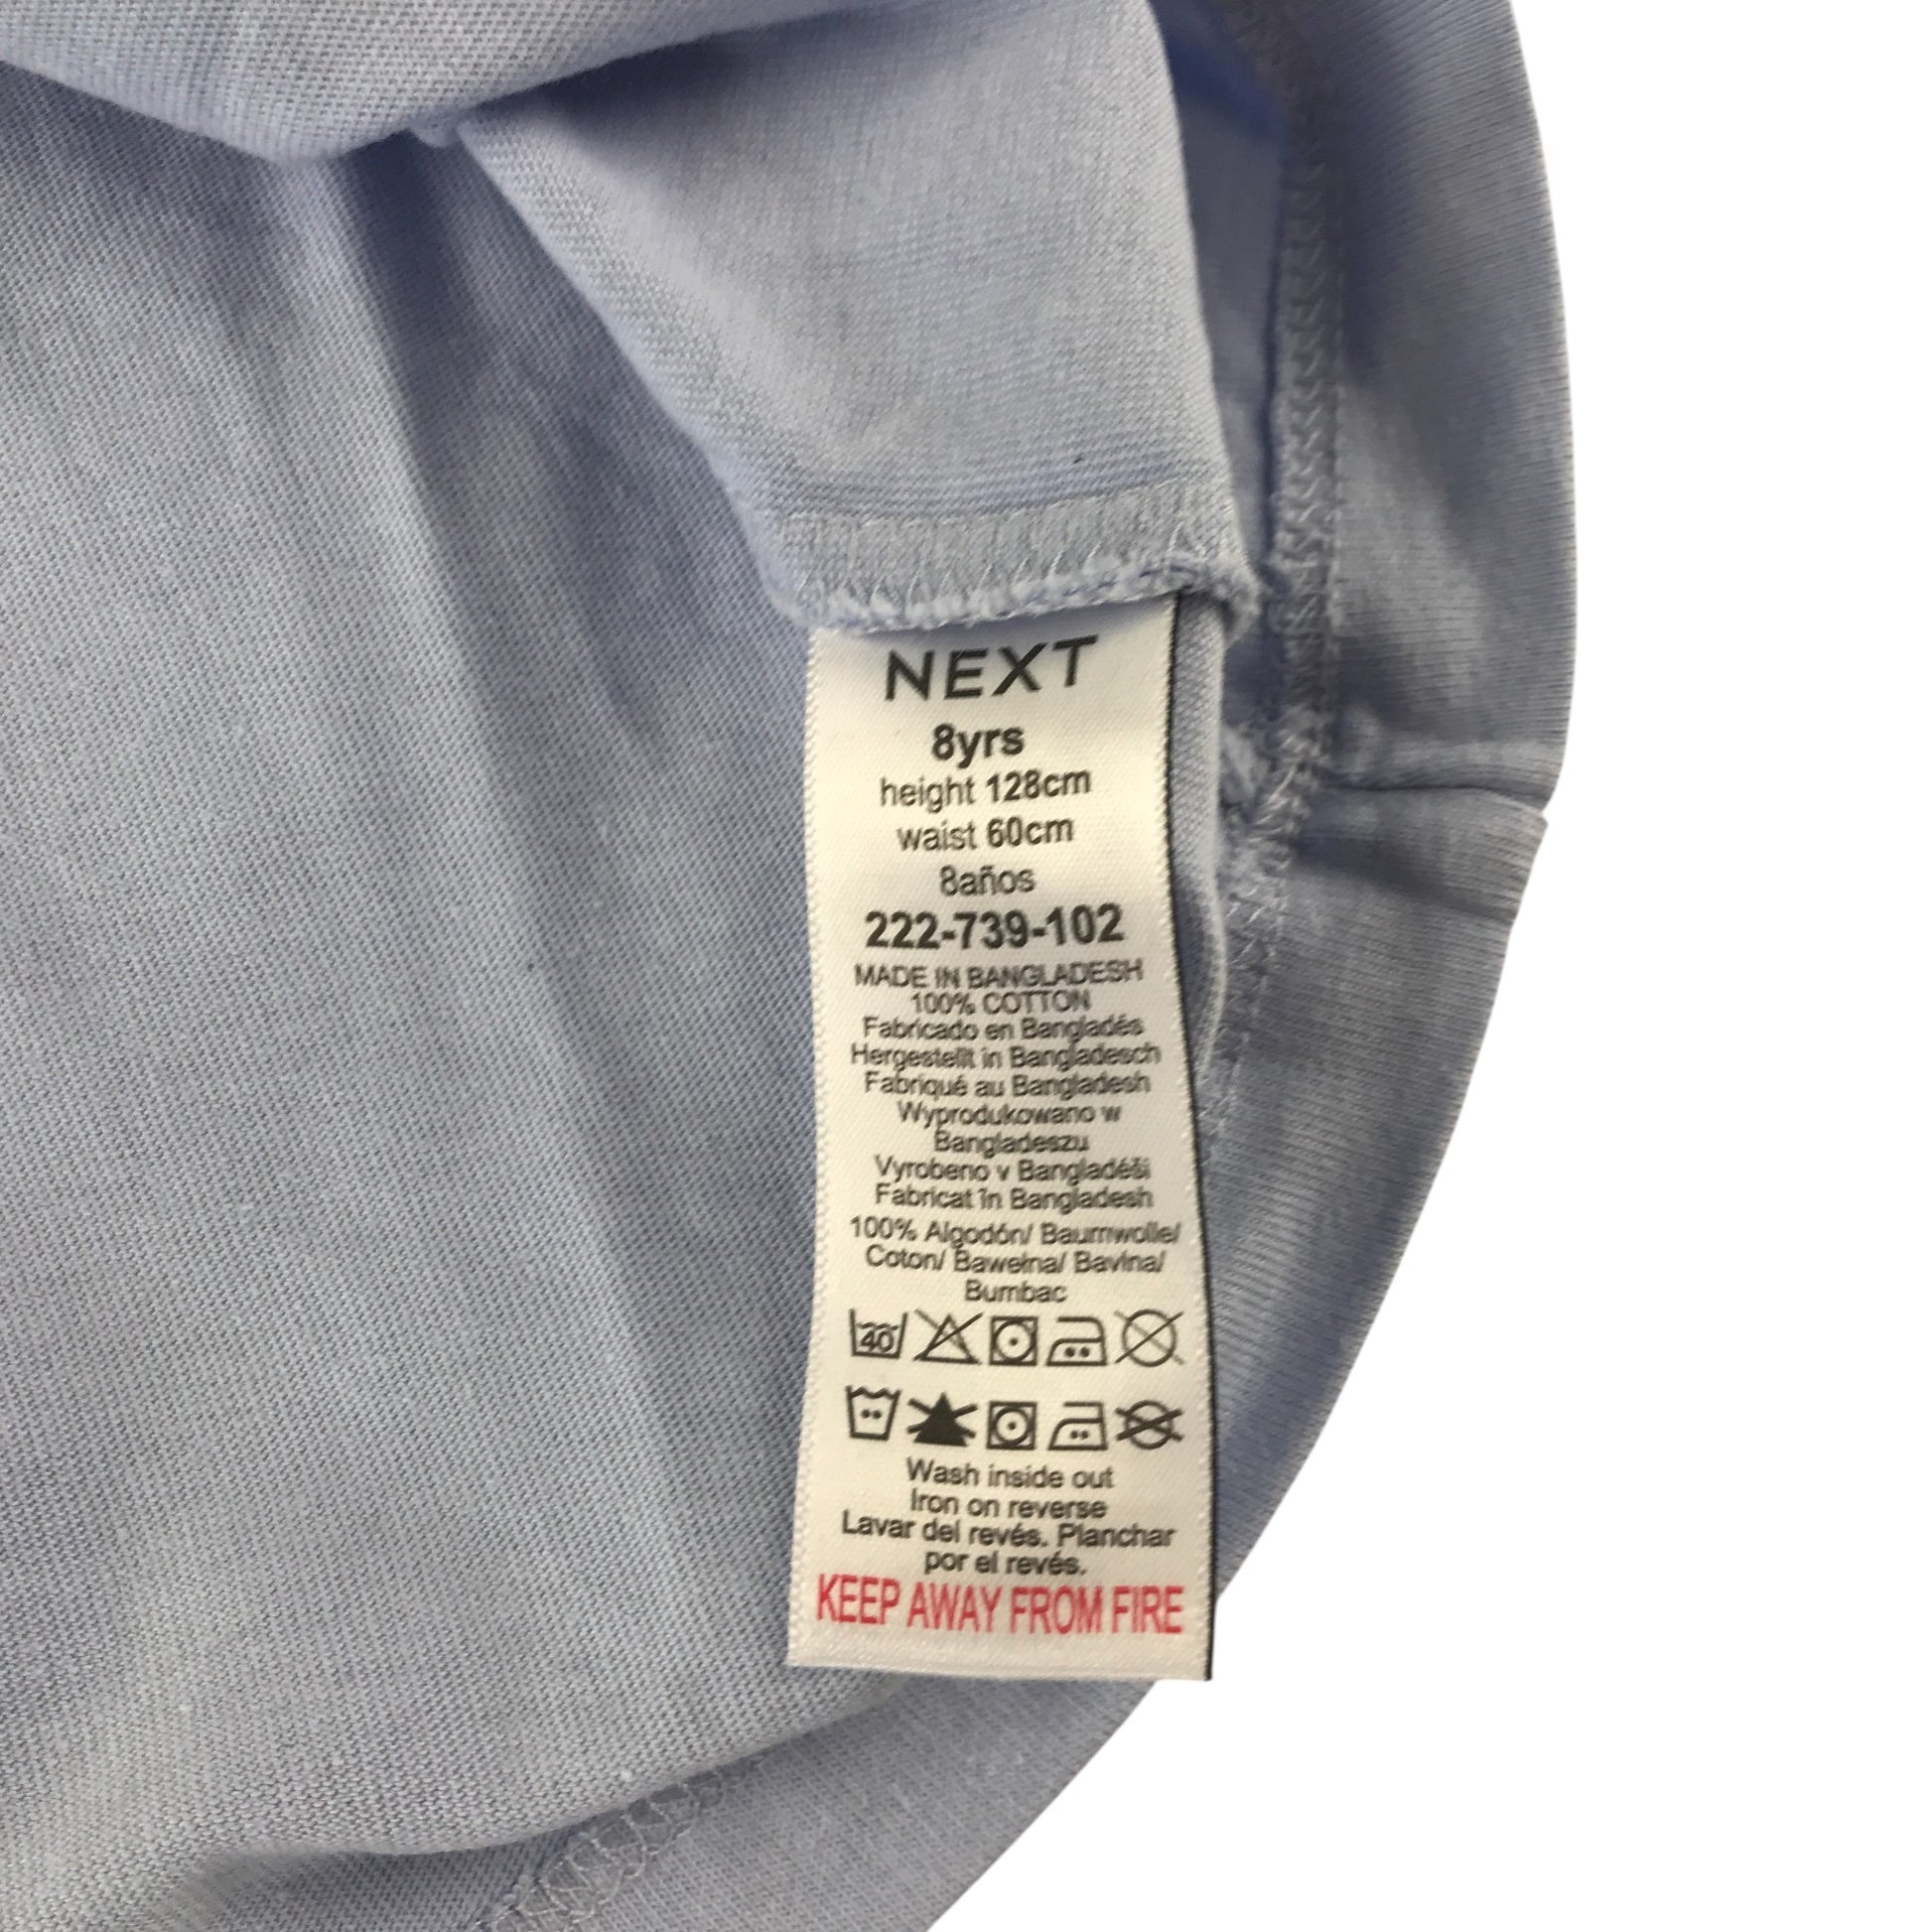 NEXT
8yrs
height 128cm
waist 60cm
8años
222-739-102
MADE IN BANGLADESH
100% COTTON
Fabricado en Bangladés
Hergestellt in Bangladesch
Fabriqué au Bangladesh
Wyprodukowano w
Bangladeszu
Vyrobeno v Bangladéši
Fabricat în Bangladesh
100% Algodón/ Baumwolle/
Coton/ Bawełna/ Bavlna/
Bumbac
40
Wash inside out
Iron on reverse
Lavar del revés. Planchar
por el revés.
KEEP AWAY FROM FIRE